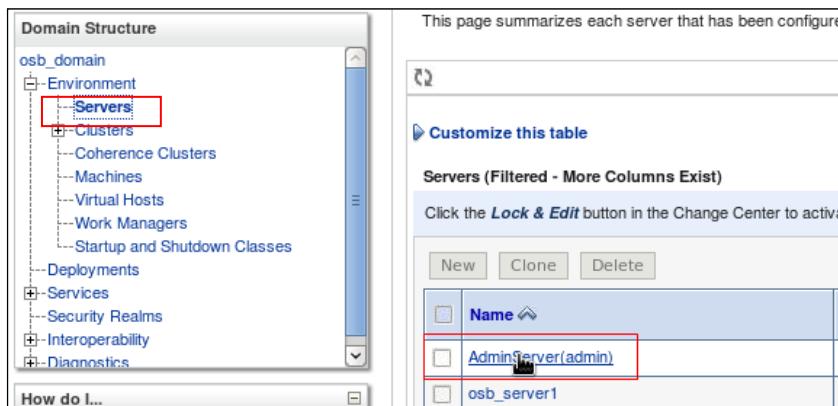 Domain Structure
osb_domain
Environment
Servers
Clusters
Coherence Clusters
Machines
Virtual Hosts
Work Managers
Startup and Shutdown Classes
Deployments
Services
Security Realms
Interoperability
Diagnostics
How do I...
This page summarizes each server that has been configure
Customize this table
Servers (Filtered - More Columns Exist)
Click the Lock & Edit button in the Change Center to activa
New Clone Delete
Name
AdminServer(admin)
osb_server1